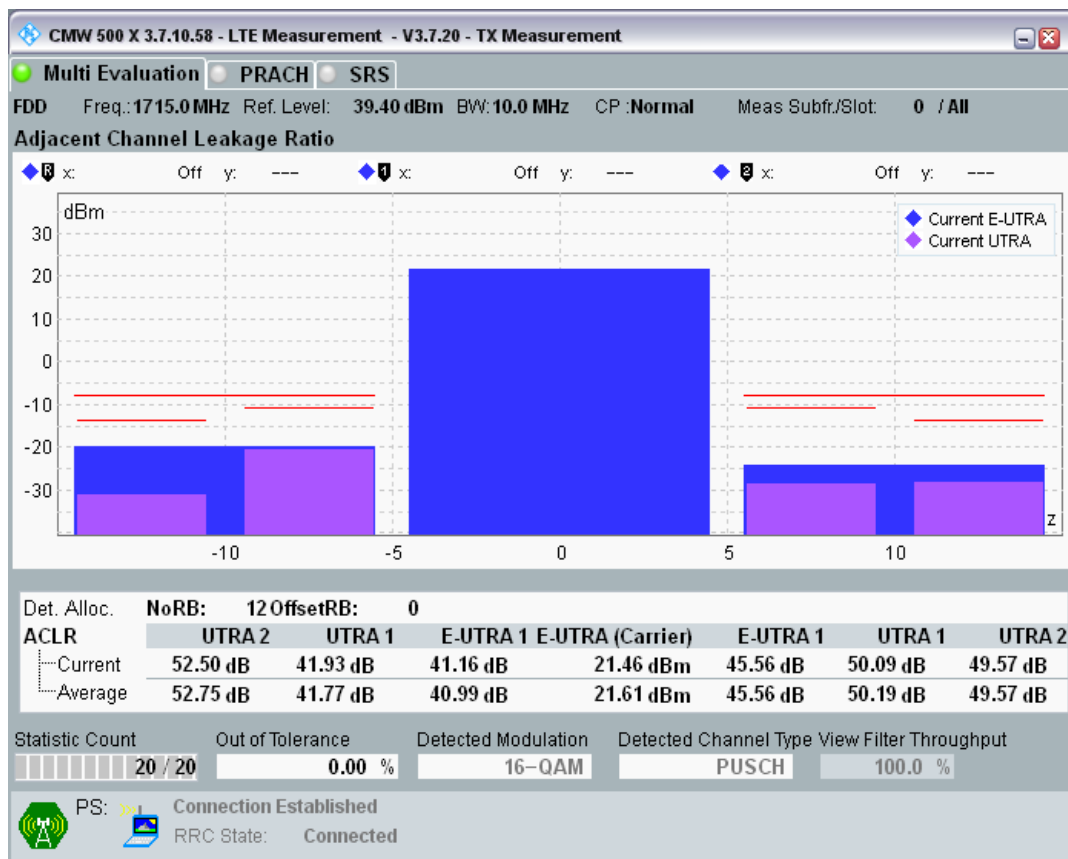 CMW 500 X 3.7.10.58 - LTE Measurement - V3.7.20 - TX Measurement
Multi Evaluation PRACH SRS
FDD Freq.: 1715.0 MHz Ref. Level: 39.40 dBm BW: 10.0 MHz CP :Normal Meas Subfr./Slot: 0 / All
Adjacent Channel Leakage Ratio
R x: Off y: --- 1 x: Off y: --- 2 x: Off y: ---
dBm
Current E-UTRA
Current UTRA
30
20
10
0
-10
-20
-30
z
-10 -5 0 5 10
Det. Alloc. NoRB: 12 OffsetRB: 0
ACLR UTRA 2 UTRA 1 E-UTRA 1 E-UTRA (Carrier) E-UTRA 1 UTRA 1 UTRA 2
Current 52.50 dB 41.93 dB 41.16 dB 21.46 dBm 45.56 dB 50.09 dB 49.57 dB
Average 52.75 dB 41.77 dB 40.99 dB 21.61 dBm 45.56 dB 50.19 dB 49.57 dB
Statistic Count Out of Tolerance Detected Modulation Detected Channel Type View Filter Throughput
20 / 20 0.00 % 16-QAM PUSCH 100.0 %
PS: Connection Established
RRC State: Connected